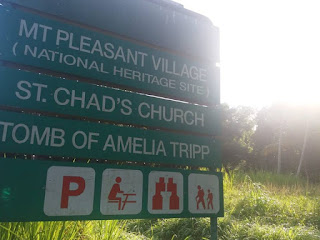 MT PLEASANT VILLAGE
( NATIONAL HERITAGE SITE )
ST. CHAD'S CHURCH
TOMB OF AMELIA TRIPP
P